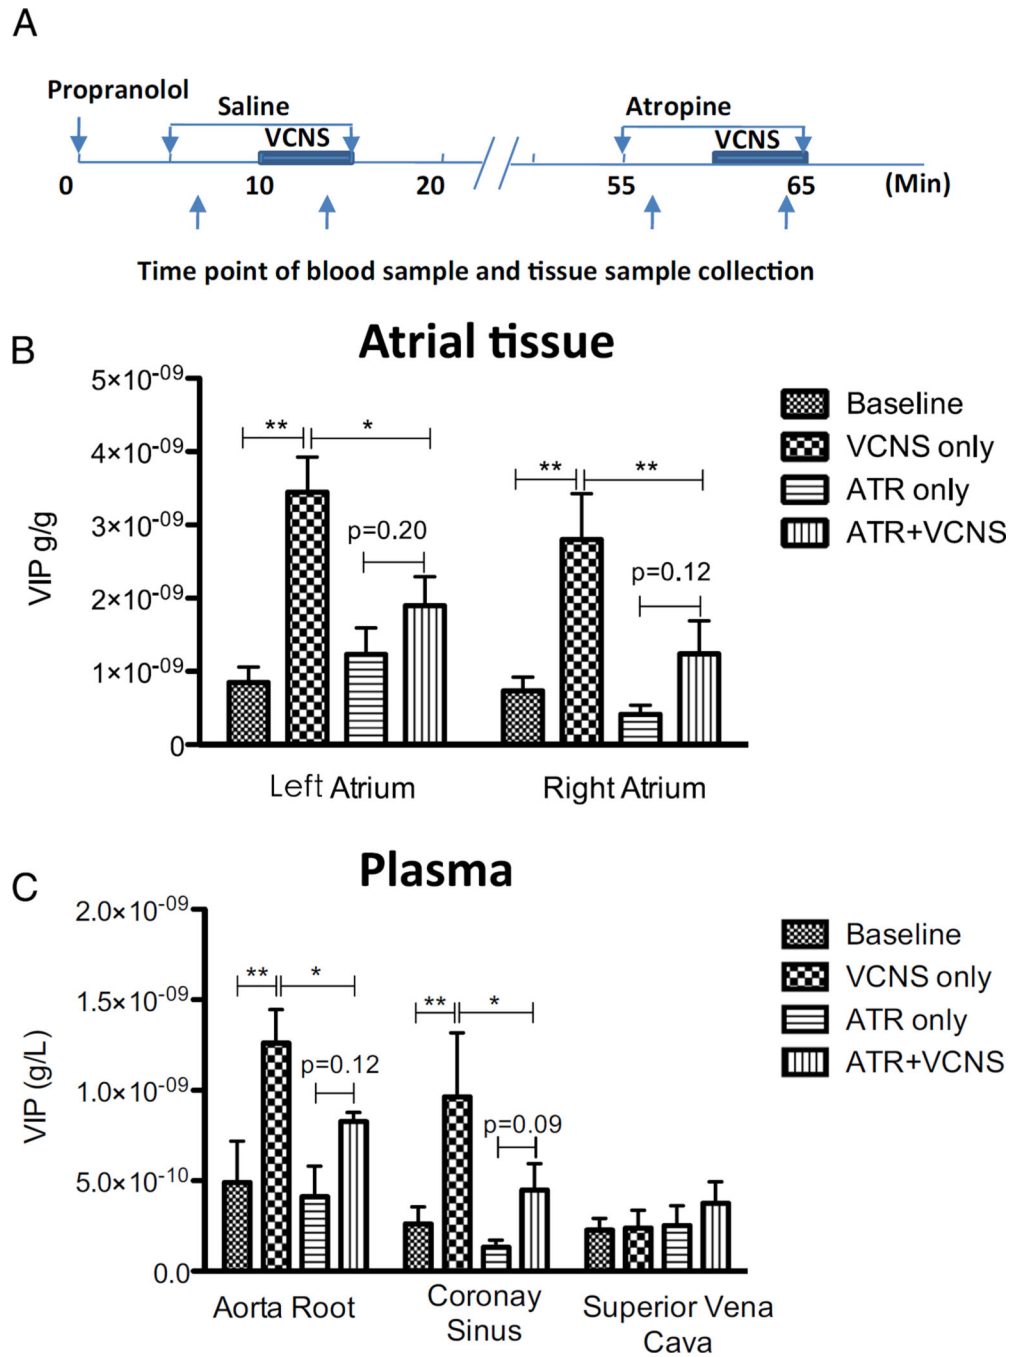 A
Propranolol
Saline
Atropine
VCNS
VCNS
0
10
20
55
65
(Min)
Time point of blood sample and tissue sample collection
B
Atrial tissue
5×10-09
4×10-09
3×10-09
2×10-09
1×10-09
0
VIP g/g
**
*
p=0.20
**
**
p=0.12
Left Atrium
Right Atrium
Baseline
VCNS only
ATR only
ATR+VCNS
C
Plasma
2.0×10-09
1.5×10-09
1.0×10-09
5.0×10-10
0.0
VIP (g/L)
**
*
p=0.12
**
*
p=0.09
Aorta Root
Coronay
Sinus
Superior Vena
Cava
Baseline
VCNS only
ATR only
ATR+VCNS